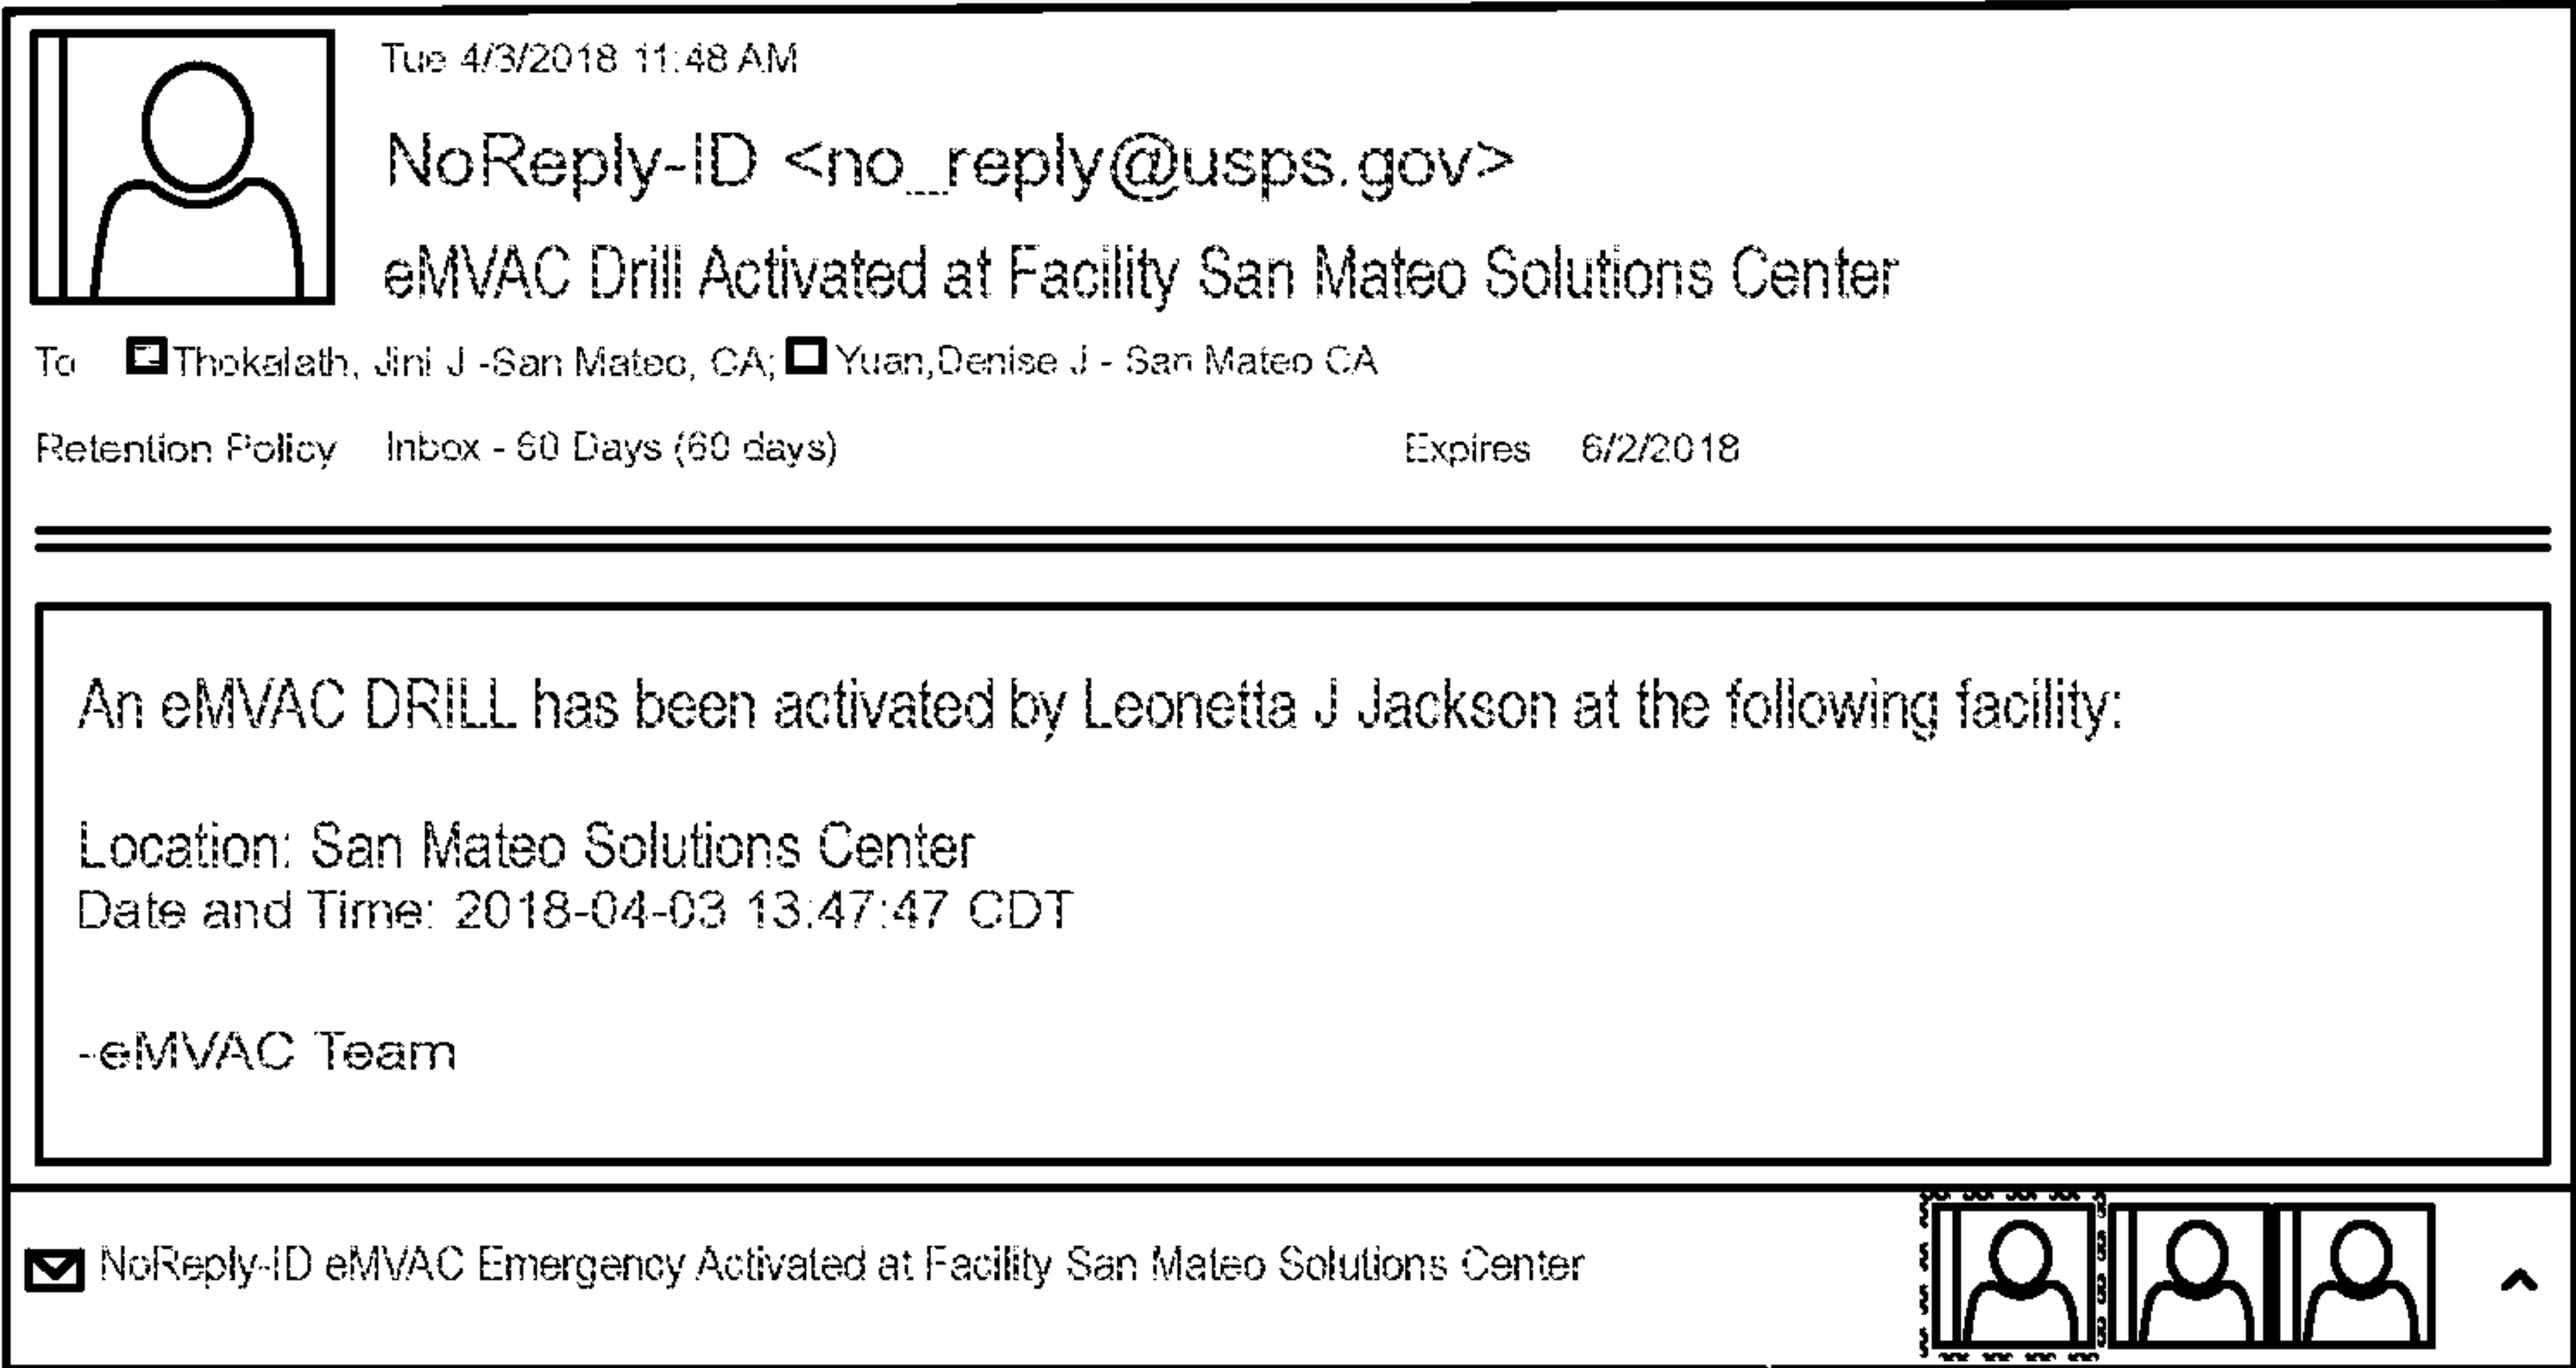 Tue 4/3/2018 11:48 AM
NoReply-ID <no_reply@usps.gov>
eMVAC Drill Activated at Facility San Mateo Solutions Center
To Thokalath, Jini J -San Mateo, CA; Yuan,Denise J - San Mateo CA
Retention Policy Inbox - 60 Days (60 days) Expires 6/2/2018
An eMVAC DRILL has been activated by Leonetta J Jackson at the following facility:
Location: San Mateo Solutions Center
Date and Time: 2018-04-03 13:47:47 CDT
-eMVAC Team
NoReply-ID eMVAC Emergency Activated at Facility San Mateo Solutions Center